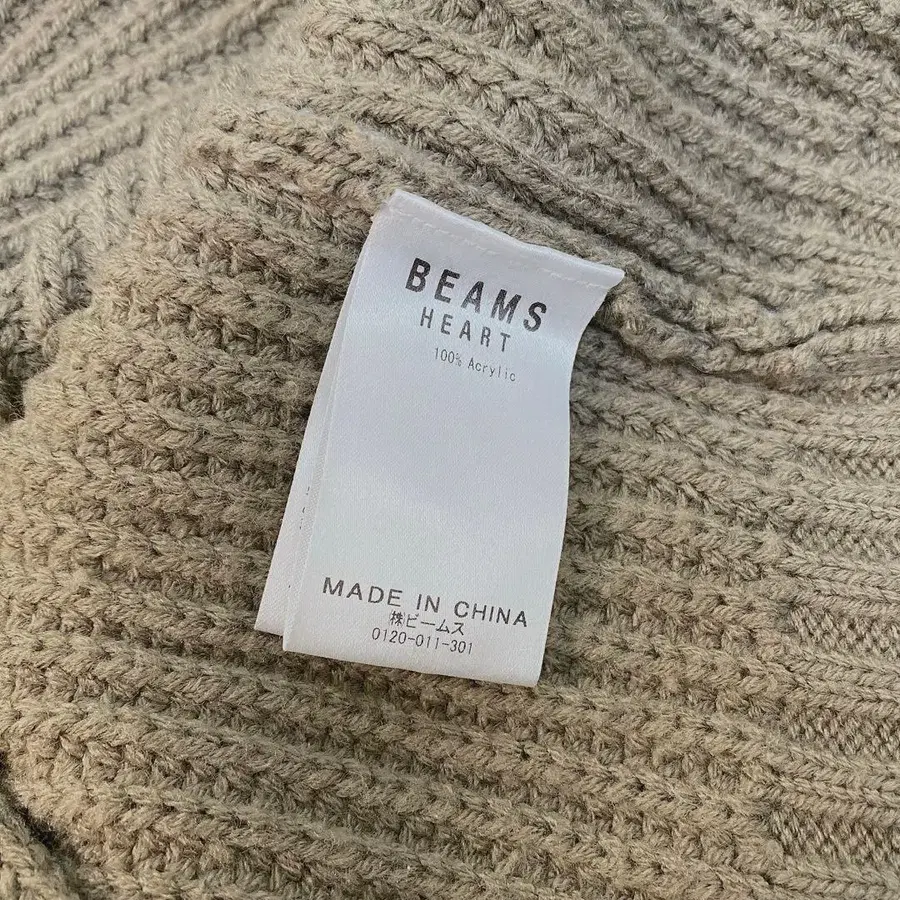 BEAMS
HEART
100% Acrylic
MADE IN CHINA
㈱ビームス
0120-011-301